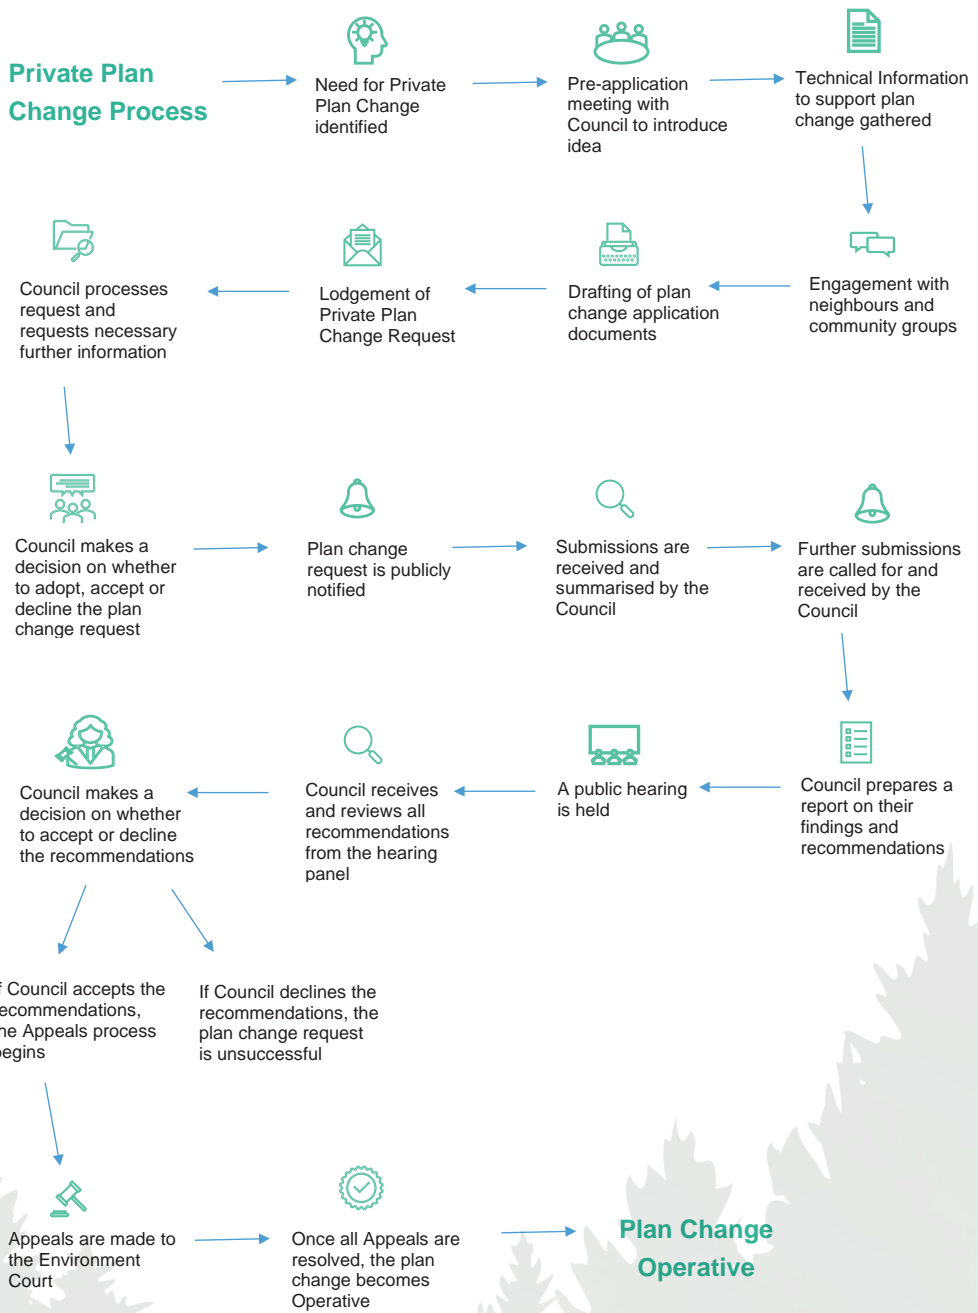 Private Plan
Change Process
Need for Private
Plan Change
identified
Pre-application
meeting with
Council to introduce
idea
Technical Information
to support plan
change gathered
Engagement with
neighbours and
community groups
Drafting of plan
change application
documents
Lodgement of
Private Plan
Change Request
Council processes
request and
requests necessary
further information
Council makes a
decision on whether
to adopt, accept or
decline the plan
change request
Plan change
request is publicly
notified
Submissions are
received and
summarised by the
Council
Further submissions
are called for and
received by the
Council
Council prepares a
report on their
findings and
recommendations
A public hearing
is held
Council receives
and reviews all
recommendations
from the hearing
panel
Council makes a
decision on whether
to accept or decline
the recommendations
f Council accepts the
ecommendations,
he Appeals process
egins
If Council declines the
recommendations, the
plan change request
is unsuccessful
Appeals are made to
the Environment
Court
Once all Appeals are
resolved, the plan
change becomes
Operative
Plan Change
Operative